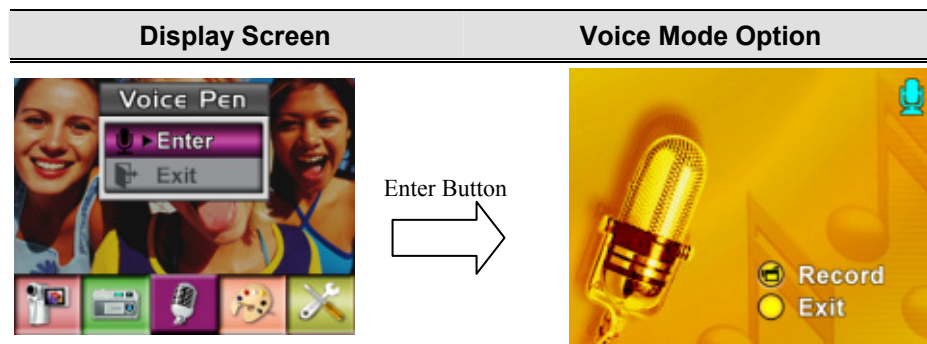 Display Screen
Voice Mode Option
Voice Pen
Enter
Exit
Enter Button
Record
Exit